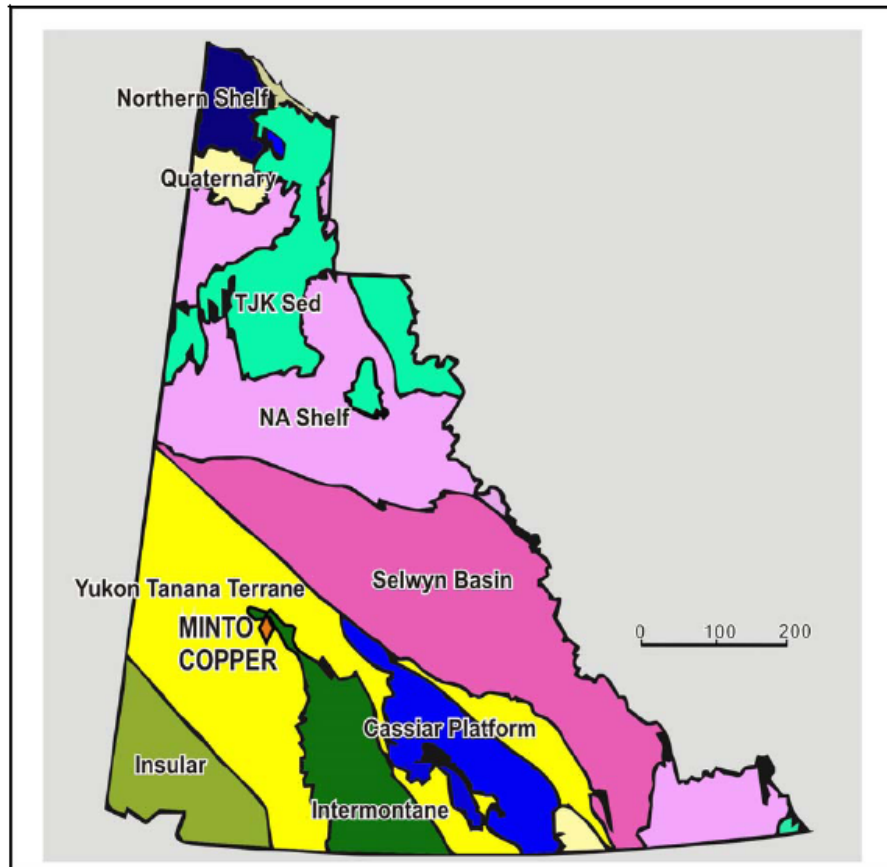 Northern Shelf
Quaternary
TJK Sed
NA Shelf
Selwyn Basin
Yukon Tanana Terrane
MINTO
COPPER
0 100 200
Cassiar Platform
Insular
Intermontane